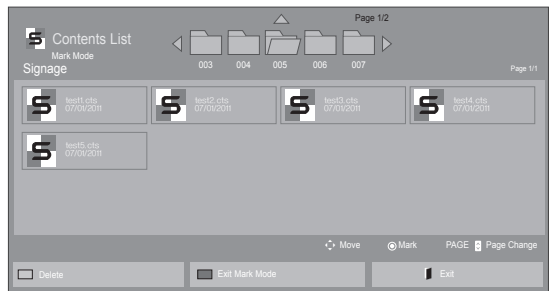 Page 1/2
Contents List
Mark Mode
Signage
003 004 005 006 007
Page 1/1
test1.cts
07/01/2011
test2.cts
07/01/2011
test3.cts
07/01/2011
test4.cts
07/01/2011
test5.cts
07/01/2011
Move Mark PAGE Page Change
Delete Exit Mark Mode Exit